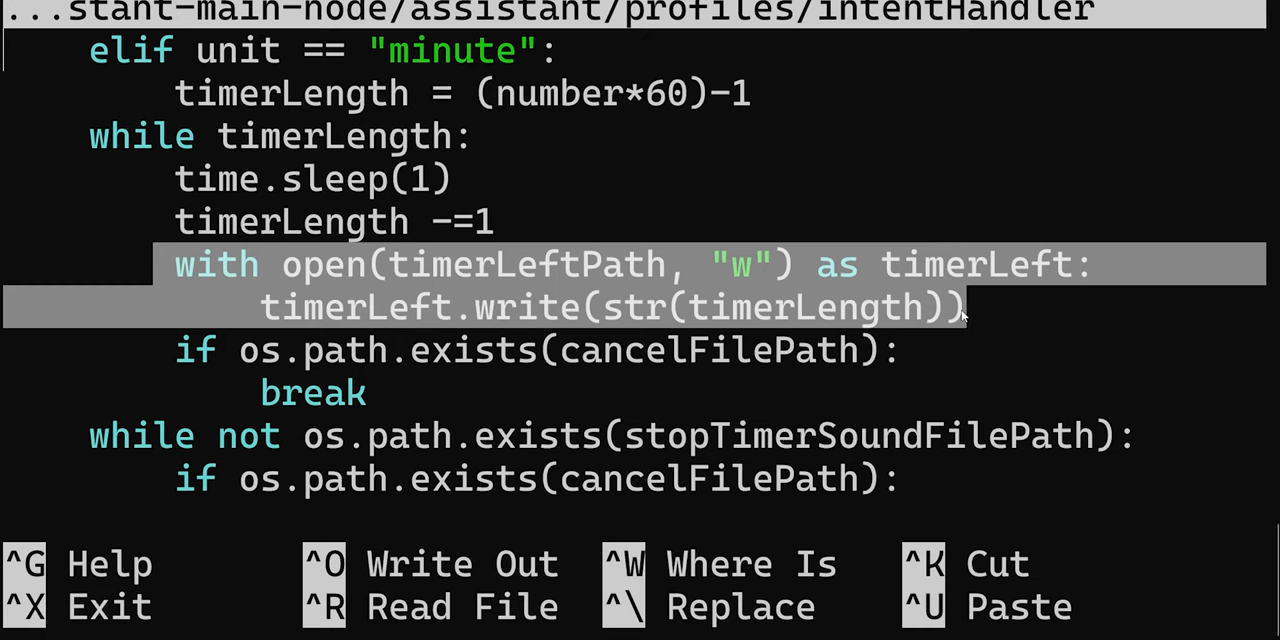 ...stant-main-node/assistant/profiles/intentHandler
elif unit == "minute":
timerLength = (number*60)-1
while timerLength:
time.sleep(1)
timerLength -=1
with open(timerLeftPath, "w") as timerLeft:
timerLeft.write(str(timerLength))
if os.path.exists(cancelFilePath):
break
while not os.path.exists(stopTimerSoundFilePath):
if os.path.exists(cancelFilePath):
^G Help ^O Write Out ^W Where Is ^K Cut
^X Exit ^R Read File ^\ Replace ^U Paste